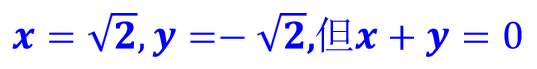 x = √2, y =− √2,但x + y = 0